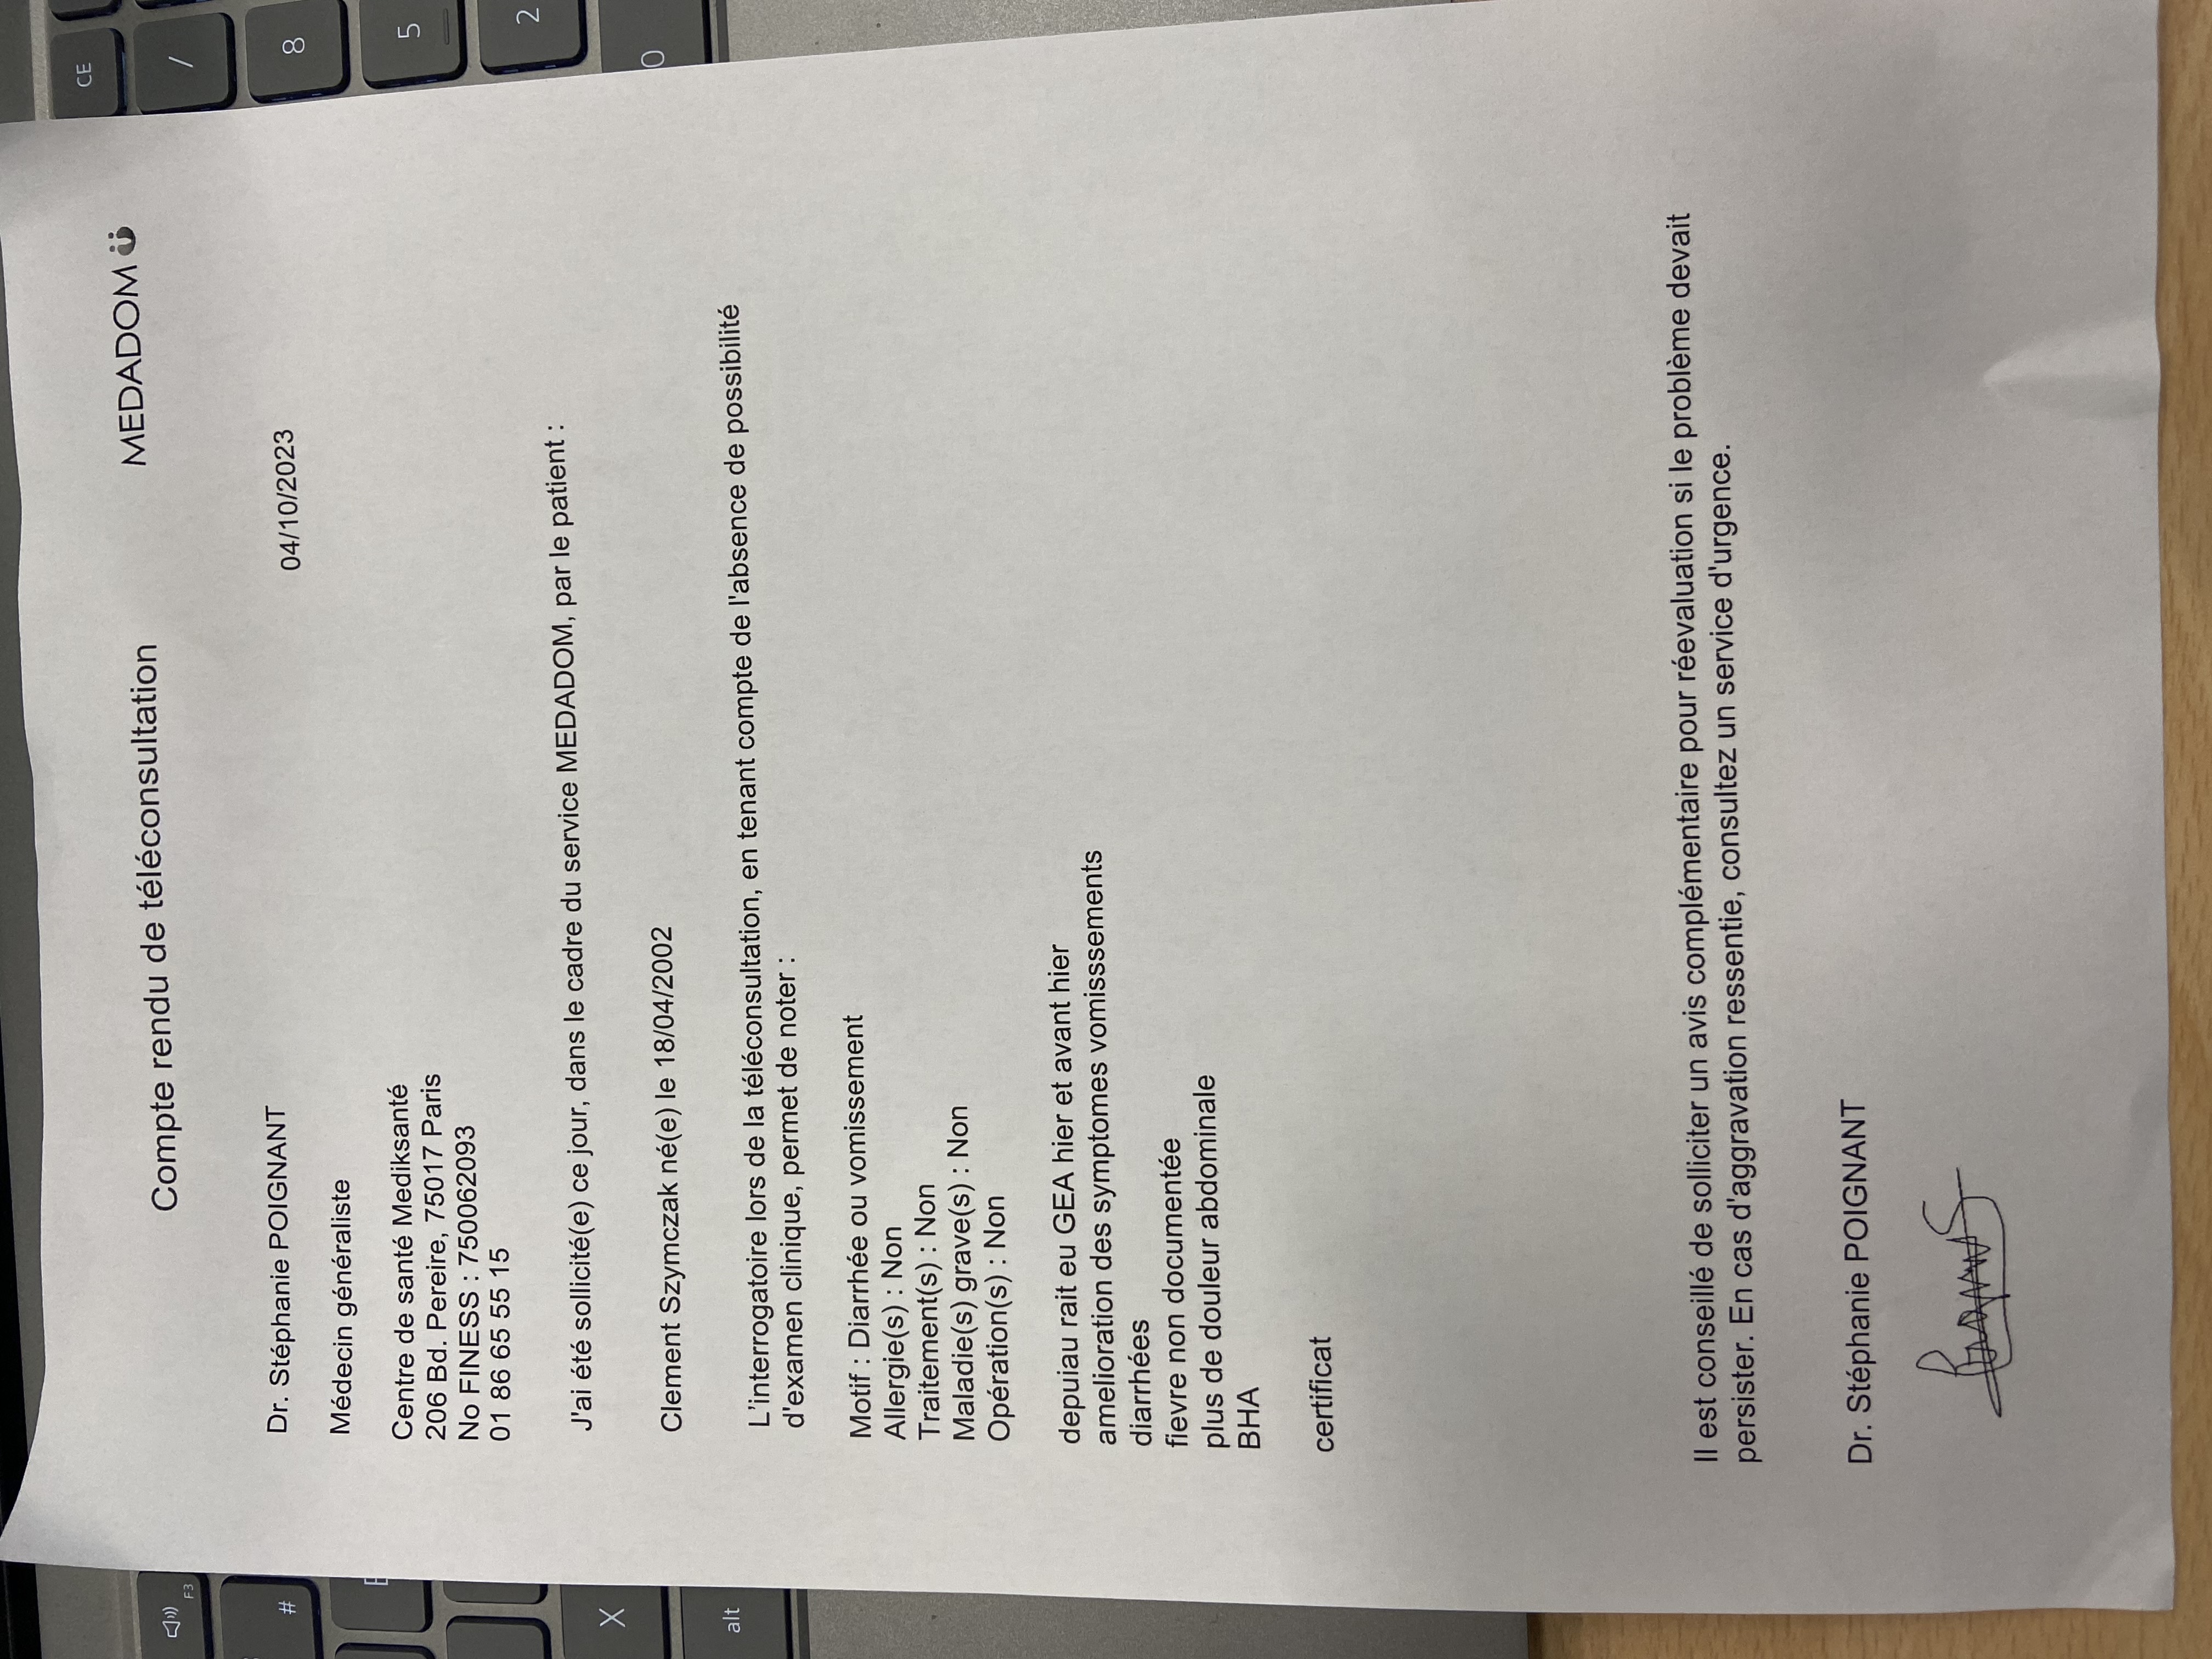 Compte rendu de téléconsultation
MEDADOM
Dr. Stéphanie POIGNANT
04/10/2023
Médecin généraliste
Centre de santé Mediksanté
206 Bd. Pereire, 75017 Paris
No FINESS : 750062093
01 86 65 55 15
J'ai été sollicité(e) ce jour, dans le cadre du service MEDADOM, par le patient :
Clement Szymczak né(e) le 18/04/2002
L'interrogatoire lors de la téléconsultation, en tenant compte de l'absence de possibilité
d'examen clinique, permet de noter :
Motif : Diarrhée ou vomissement
Allergie(s) : Non
Traitement(s) : Non
Maladie(s) grave(s) : Non
Opération(s) : Non
depuiau rait eu GEA hier et avant hier
amelioration des symptomes vomisssements
diarrhées
fievre non documentée
plus de douleur abdominale
BHA
certificat
Il est conseillé de solliciter un avis complémentaire pour réevaluation si le problème devait
persister. En cas d'aggravation ressentie, consultez un service d'urgence.
Dr. Stéphanie POIGNANT
F3
#
X
alt
CE
/
8
5
2
0